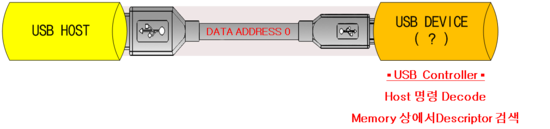 USB HOST
DATA ADDRESS 0
USB DEVICE
( ? )
▪ USB Controller ▪
Host 명령 Decode
Memory 상에서Descriptor 검색